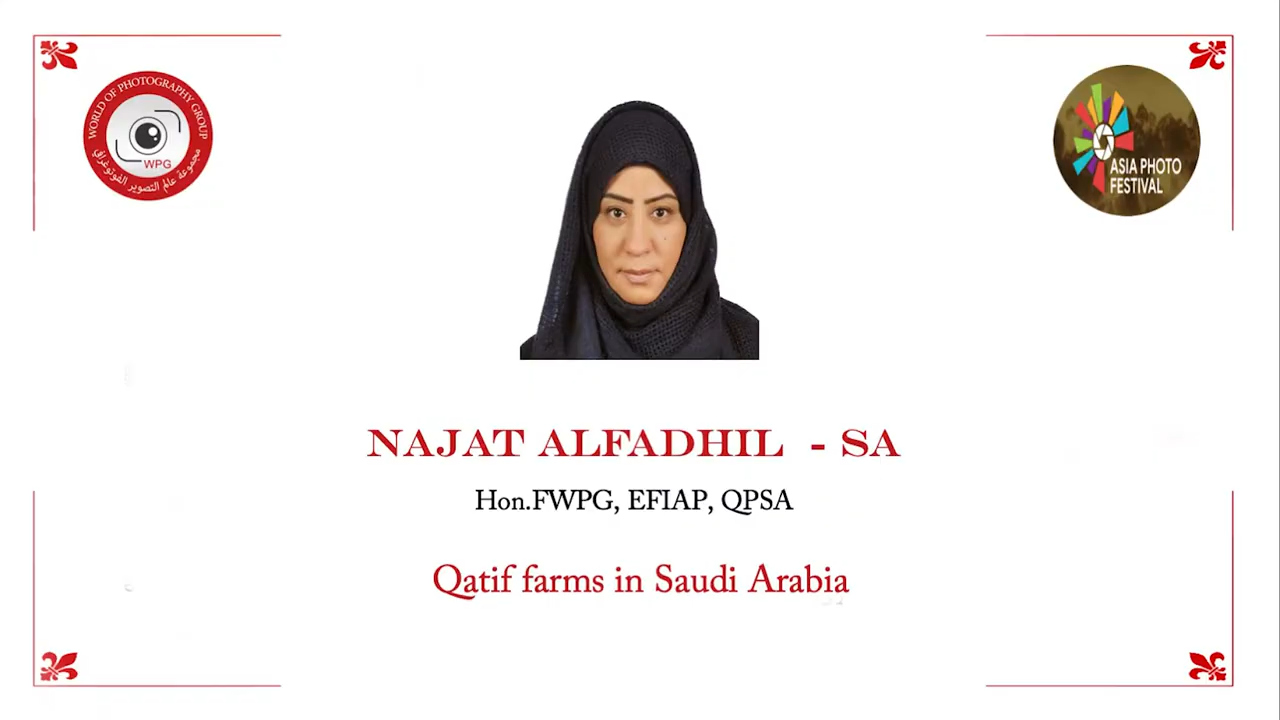 WORLD OF PHOTOGRAPHY GROUP
WPG
مجموعة عالم التصوير الفوتوغرافي
ASIA PHOTO
FESTIVAL
NAJAT ALFADHIL - SA
Hon.FWPG, EFIAP, QPSA
Qatif farms in Saudi Arabia